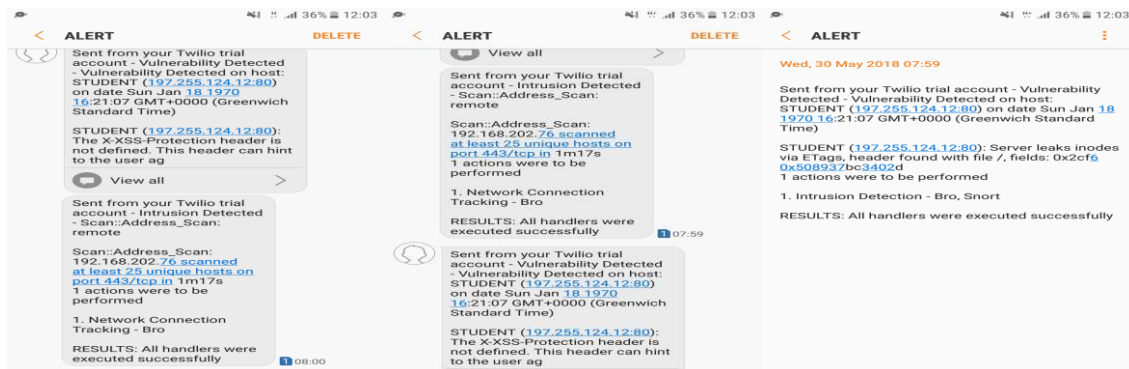 36% 12:03
ALERT
DELETE
Sent from your Twilio trial
account - Vulnerability Detected
- Vulnerability Detected on host:
STUDENT (197.255.124.12:80)
on date Sun Jan 18 1970
16:21:07 GMT+0000 (Greenwich
Standard Time)
STUDENT (197.255.124.12:80):
The X-XSS-Protection header is
not defined. This header can hint
to the user ag
View all
Sent from your Twilio trial
account - Intrusion Detected
- Scan::Address_Scan:
remote
Scan::Address_Scan:
192.168.202.76 scanned
at least 25 unique hosts on
port 443/tcp in 1m17s
1 actions were to be
performed
1. Network Connection
Tracking - Bro
RESULTS: All handlers were
executed successfully
1 08:00
36% 12:03
ALERT
DELETE
View all
Sent from your Twilio trial
account - Intrusion Detected
- Scan::Address_Scan:
remote
Scan::Address_Scan:
192.168.202.76 scanned
at least 25 unique hosts on
port 443/tcp in 1m17s
1 actions were to be
performed
1. Network Connection
Tracking - Bro
RESULTS: All handlers were
executed successfully
1 07:59
Sent from your Twilio trial
account - Vulnerability Detected
- Vulnerability Detected on host:
STUDENT (197.255.124.12:80)
on date Sun Jan 18 1970
16:21:07 GMT+0000 (Greenwich
Standard Time)
STUDENT (197.255.124.12:80):
The X-XSS-Protection header is
not defined. This header can hint
to the user ag
36% 12:03
ALERT
Wed, 30 May 2018 07:59
Sent from your Twilio trial account - Vulnerability
Detected - Vulnerability Detected on host:
STUDENT (197.255.124.12:80) on date Sun Jan 18
1970 16:21:07 GMT+0000 (Greenwich Standard
Time)
STUDENT (197.255.124.12:80): Server leaks inodes
via ETags, header found with file /, fields: 0x2cf6
0x508937bc3402d
1 actions were to be performed
1. Intrusion Detection - Bro, Snort
RESULTS: All handlers were executed successfully